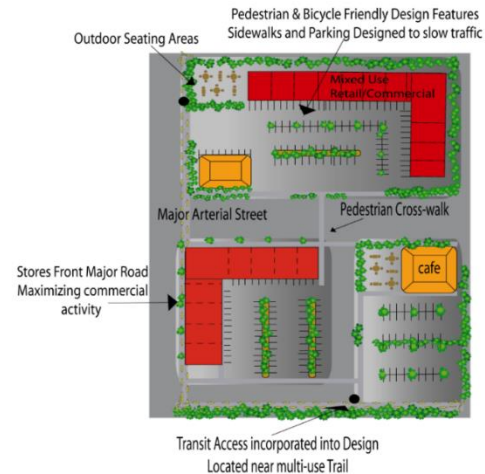 Pedestrian & Bicycle Friendly Design Features
Sidewalks and Parking Designed to slow traffic
Outdoor Seating Areas
Mixed Use
Retail/Commercial
Major Arterial Street
Pedestrian Cross-walk
Stores Front Major Road
Maximizing commercial
activity
cafe
Transit Access incorporated into Design
Located near multi-use Trail